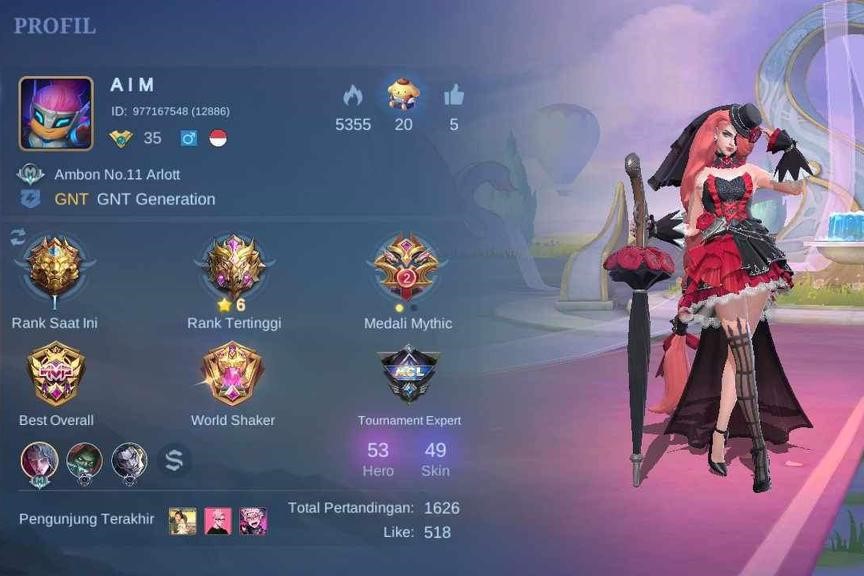 PROFIL
A I M
ID: 977167548 (12886)
35
5355
20
5
Ambon No.11 Arlott
GNT GNT Generation
I
6
2
Rank Saat Ini
Rank Tertinggi
Medali Mythic
MCL
Best Overall
World Shaker
Tournament Expert
53
49
Hero
Skin
Pengunjung Terakhir
Total Pertandingan: 1626
Like: 518